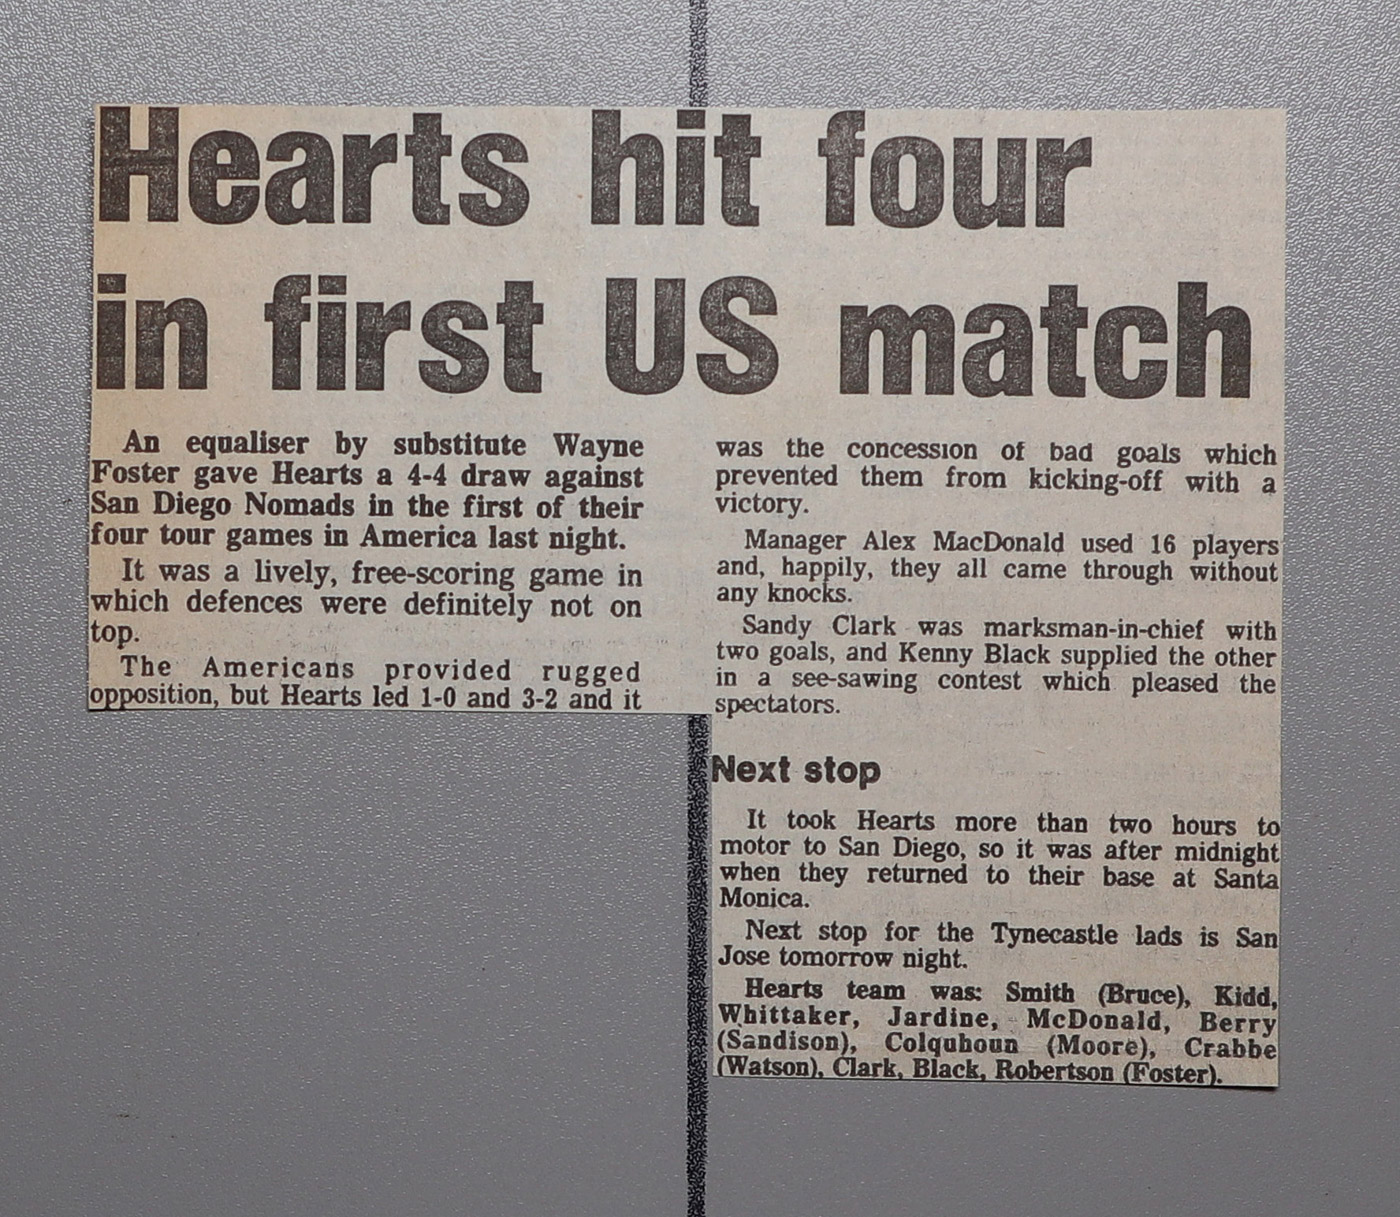 Hearts hit four
in first US match
An equaliser by substitute Wayne
Foster gave Hearts a 4-4 draw against
San Diego Nomads in the first of their
four tour games in America last night.
It was a lively, free-scoring game in
which defences were definitely not on
top.
The Americans provided rugged
opposition, but Hearts led 1-0 and 3-2 and it
was the concession of bad goals which
prevented them from kicking-off with a
victory.
Manager Alex MacDonald used 16 players
and, happily, they all came through without
any knocks.
Sandy Clark was marksman-in-chief with
two goals, and Kenny Black supplied the other
in a see-sawing contest which pleased the
spectators.
Next stop
It took Hearts more than two hours to
motor to San Diego, so it was after midnight
when they returned to their base at Santa
Monica.
Next stop for the Tynecastle lads is San
Jose tomorrow night.
Hearts team was: Smith (Bruce), Kidd,
Whittaker, Jardine, McDonald, Berry
(Sandison), Colquhoun (Moore), Crabbe
(Watson), Clark, Black, Robertson (Foster).